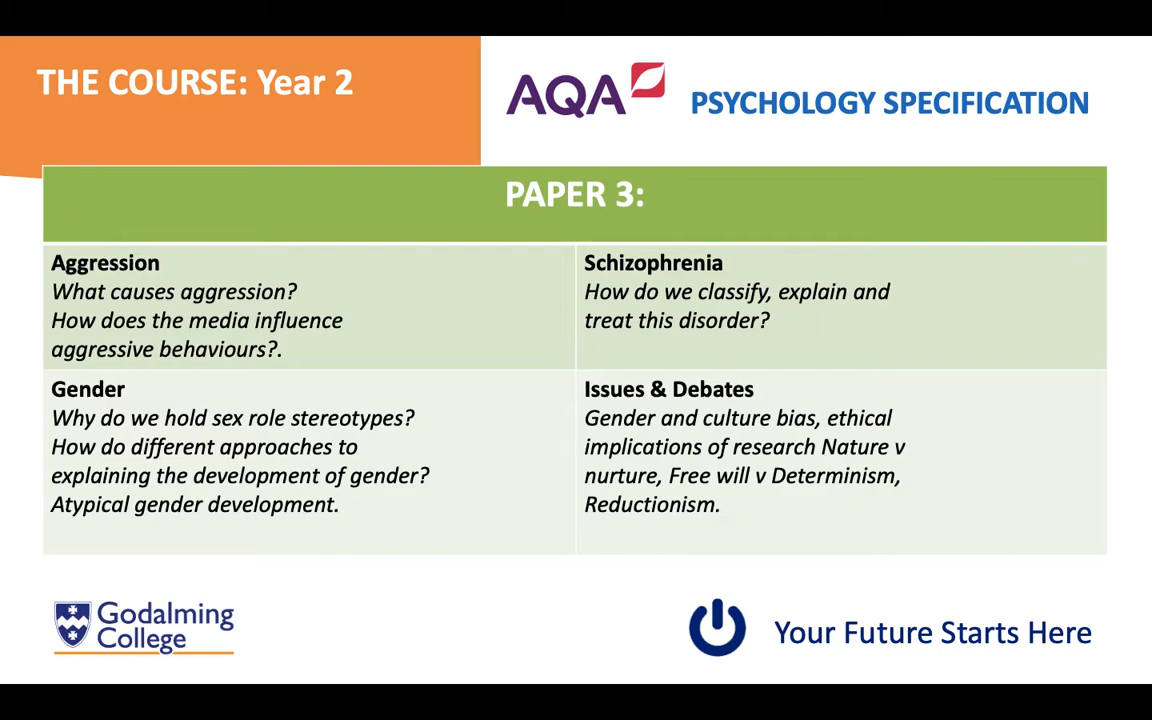 THE COURSE: Year 2
AQA
PSYCHOLOGY SPECIFICATION
PAPER 3:
Aggression
What causes aggression?
How does the media influence
aggressive behaviours?.
Schizophrenia
How do we classify, explain and
treat this disorder?
Gender
Why do we hold sex role stereotypes?
How do different approaches to
explaining the development of gender?
Atypical gender development.
Issues & Debates
Gender and culture bias, ethical
implications of research Nature v
nurture, Free will v Determinism,
Reductionism.
Godalming
College
Your Future Starts Here